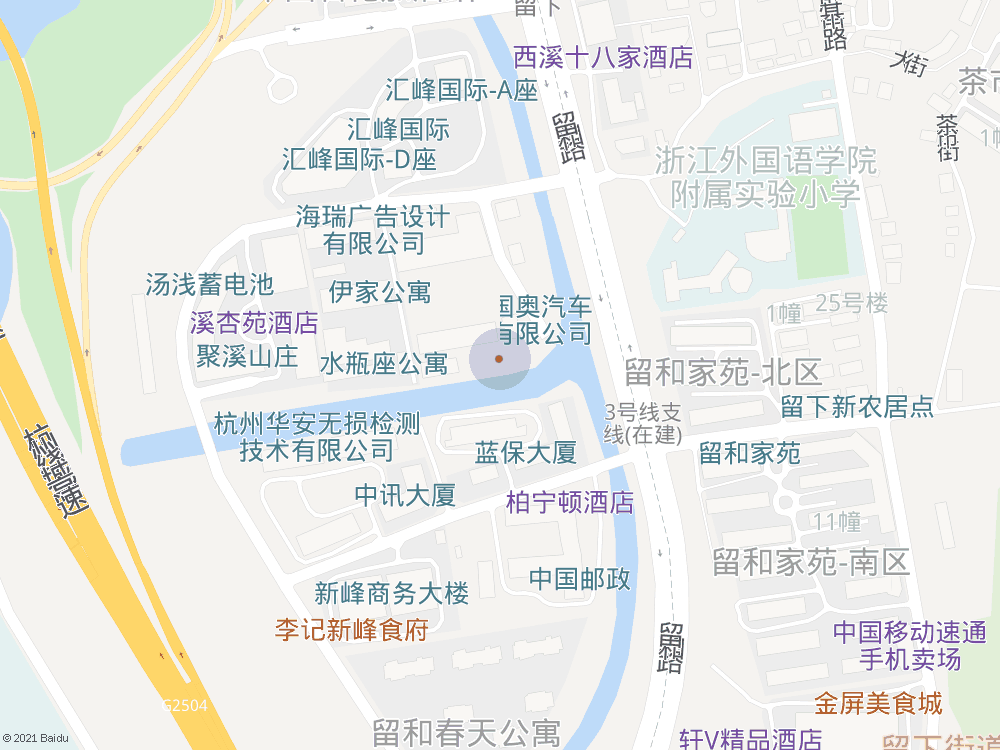 留下
西溪十八家酒店
大街
汇峰国际-A座
茶市
汇峰国际
留和路
茶市街
汇峰国际-D座
浙江外国语学院
附属实验小学
海瑞广告设计
有限公司
汤浅蓄电池
伊家公寓
国奥汽车
有限公司
1幢
25号楼
溪杏苑酒店
聚溪山庄
水瓶座公寓
留和家苑-北区
3号线支
线(在建)
留下新农居点
杭州华安无损检测
技术有限公司
蓝保大厦
留和家苑
中讯大厦
柏宁顿酒店
11幢
留和家苑-南区
新峰商务大楼
中国邮政
李记新峰食府
留和路
中国移动速通
手机卖场
G2504
金屏美食城
留和春天公寓
轩V精品酒店
留下街道
© 2021 Baidu